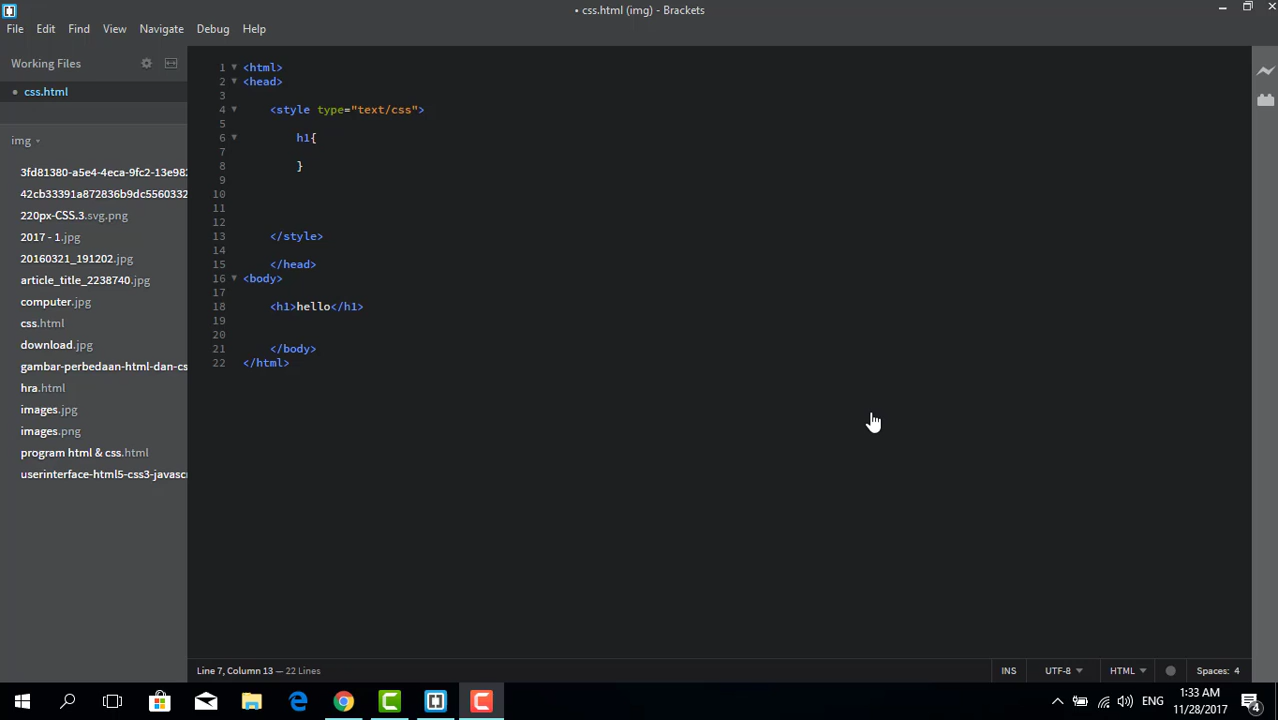 • css.html (img) - Brackets
File Edit Find View Navigate Debug Help
Working Files
css.html
img
3fd81380-a5e4-4eca-9fc2-13e982
42cb33391a872836b9dc5560332
220px-CSS.3.svg.png
2017 - 1.jpg
20160321_191202.jpg
article_title_2238740.jpg
computer.jpg
css.html
download.jpg
gambar-perbedaan-html-dan-cs
hra.html
images.jpg
images.png
program html & css.html
userinterface-html5-css3-javasc
1 <html>
2 <head>
3
4 <style type="text/css">
5
6 h1{
7
8 }
9
10
11
12
13 </style>
14
15 </head>
16 <body>
17
18 <h1>hello</h1>
19
20
21 </body>
22 </html>
Line 7, Column 13 — 22 Lines
INS UTF-8 HTML Spaces: 4
ENG
1:33 AM
11/28/2017
4